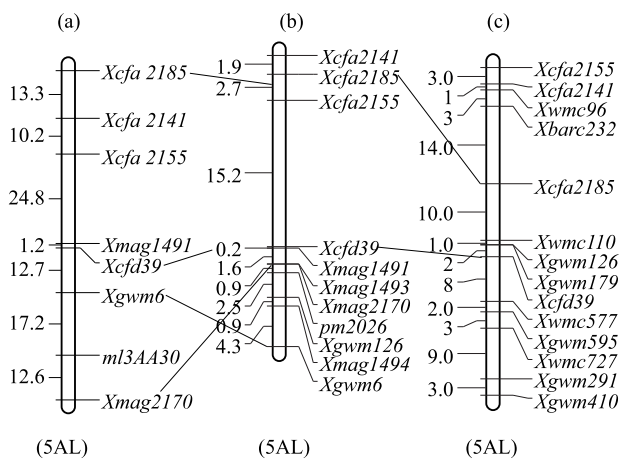 (a)
(b)
(c)
Xcfa 2185
13.3
Xcfa 2141
10.2
Xcfa 2155
24.8
Xmag1491
1.2
Xcfd39
12.7
Xgwm6
17.2
ml3AA30
12.6
Xmag2170
(5AL)
Xcfa2141
1.9
Xcfa2185
2.7
Xcfa2155
15.2
Xcfd39
0.2
Xmag1491
1.6
Xmag1493
0.9
Xmag2170
2.5
pm2026
0.9
Xgwm126
4.3
Xmag1494
Xgwm6
(5AL)
Xcfa2155
3.0
Xcfa2141
1
Xwmc96
3
Xbarc232
14.0
Xcfa2185
10.0
Xwmc110
1.0
Xgwm126
2
Xgwm179
8
Xcfd39
2.0
Xwmc577
3
Xgwm595
Xwmc727
9.0
Xgwm291
3.0
Xgwm410
(5AL)